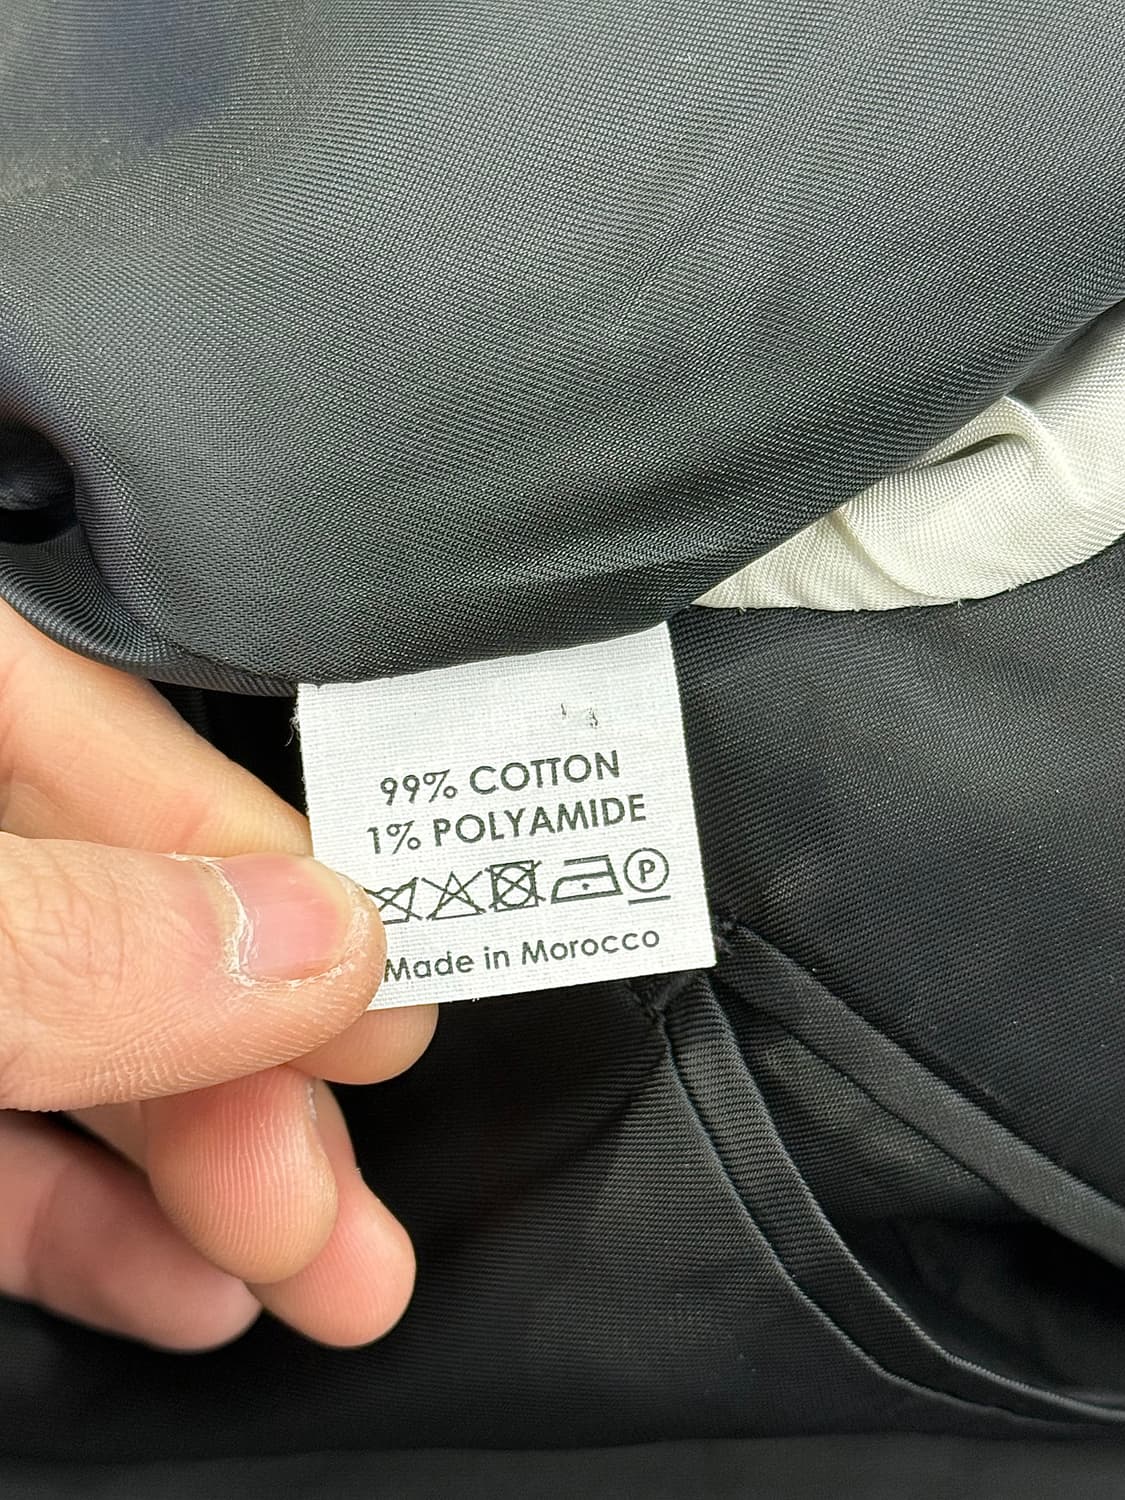 99% COTTON
1% POLYAMIDE
P
Made in Morocco